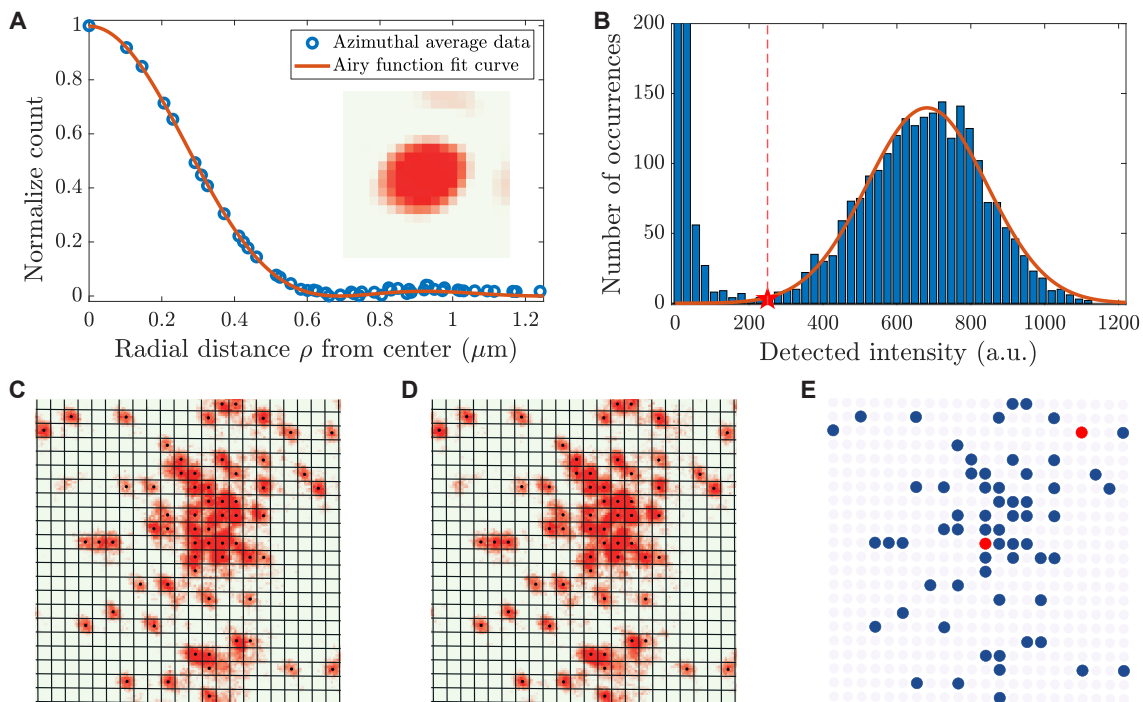 A
Normalize count
1
0.8
0.6
0.4
0.2
0
0 0.2 0.4 0.6 0.8 1 1.2
Radial distance ρ from center (μm)
Azimuthal average data
Airy function fit curve
B
Number of occurrences
200
150
100
50
0
0 200 400 600 800 1000 1200
Detected intensity (a.u.)
C
D
E